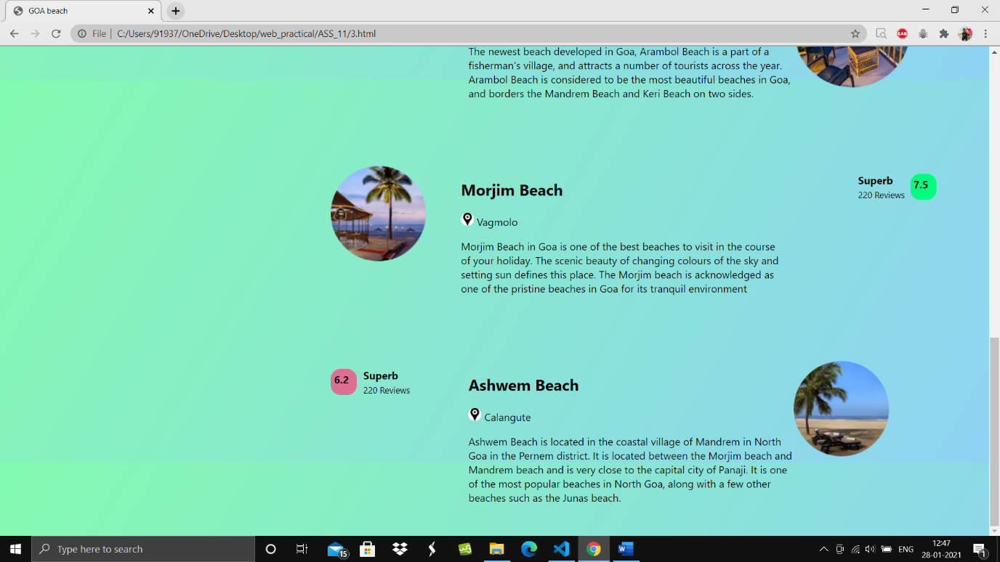 GOA beach
File | C:/Users/91937/OneDrive/Desktop/web_practical/ASS_11/3.html
EAB
The newest beach developed in Goa, Arambol Beach is a part of a
fisherman's village, and attracts a number of tourists across the year.
Arambol Beach is considered to be the most beautiful beaches in Goa,
and borders the Mandrem Beach and Keri Beach on two sides.
Morjim Beach
Vagmolo
Morjim Beach in Goa is one of the best beaches to visit in the course
of your holiday. The scenic beauty of changing colours of the sky and
setting sun defines this place. The Morjim beach is acknowledged as
one of the pristine beaches in Goa for its tranquil environment
Superb
220 Reviews
7.5
6.2
Superb
220 Reviews
Ashwem Beach
Calangute
Ashwem Beach is located in the coastal village of Mandrem in North
Goa in the Pernem district. It is located between the Morjim beach and
Mandrem beach and is very close to the capital city of Panaji. It is one
of the most popular beaches in North Goa, along with a few other
beaches such as the Junas beach.
Type here to search
15
ENG
12:47
28-01-2021
1